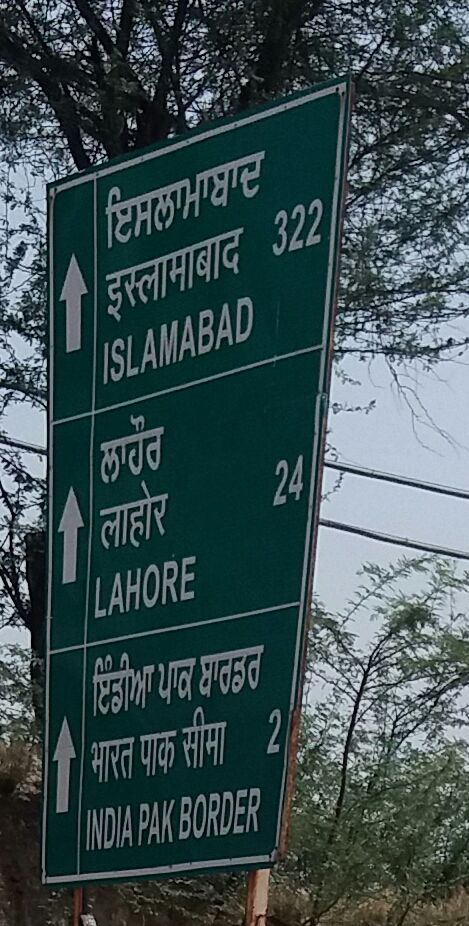 ਇਸਲਾਮਾਬਾਦ
इस्लामाबाद 322
ISLAMABAD
ਲਾਹੌਰ
लाहोर 24
LAHORE
ਇੰਡੀਆ ਪਾਕ ਬਾਰਡਰ
भारत पाक सीमा 2
INDIA PAK BORDER